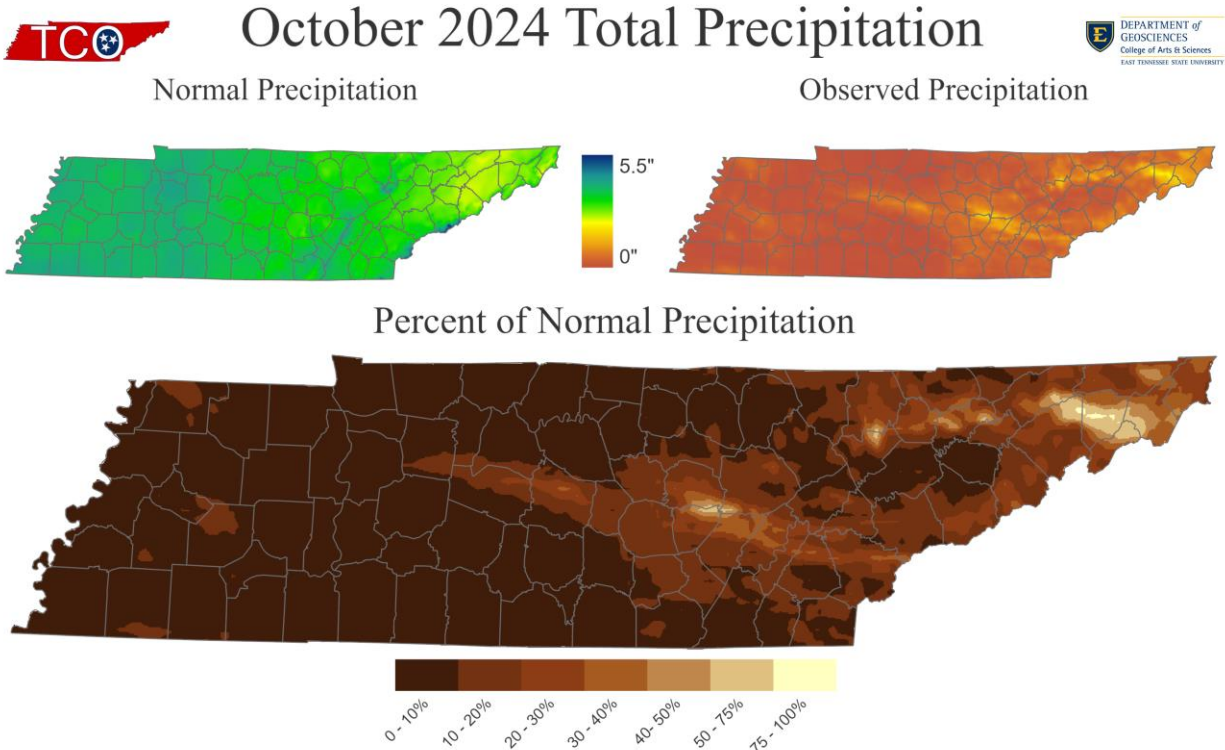 TCO
October 2024 Total Precipitation
E
DEPARTMENT of
GEOSCIENCES
College of Arts & Sciences
EAST TENNESSEE STATE UNIVERSITY
Normal Precipitation
Observed Precipitation
5.5"
0"
Percent of Normal Precipitation
0 - 10%
10 - 20%
20 - 30%
30 - 40%
40- 50%
50 - 75%
75 - 100%